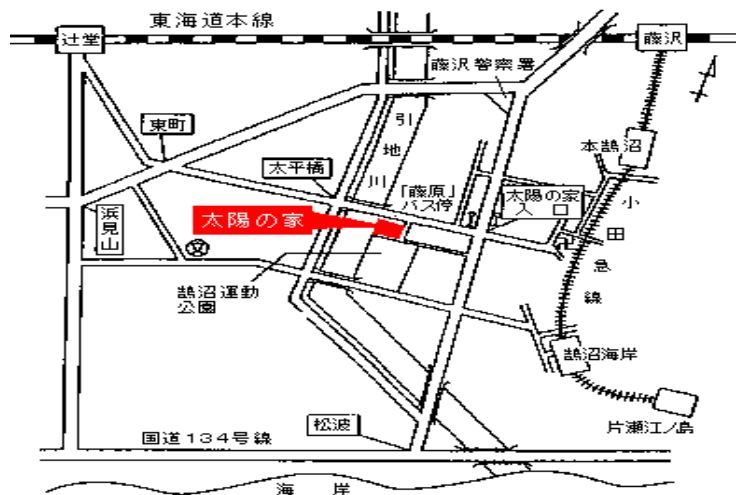 東海道本線
辻堂
藤沢
藤沢警察署
東町
引地川
本鵠沼
太平橋
「藤原」
バス停
太陽の家
入口
小田急線
浜見山
太陽の家
文
鵠沼運動
公園
鵠沼海岸
松波
片瀬江ノ島
国道134号線
海岸